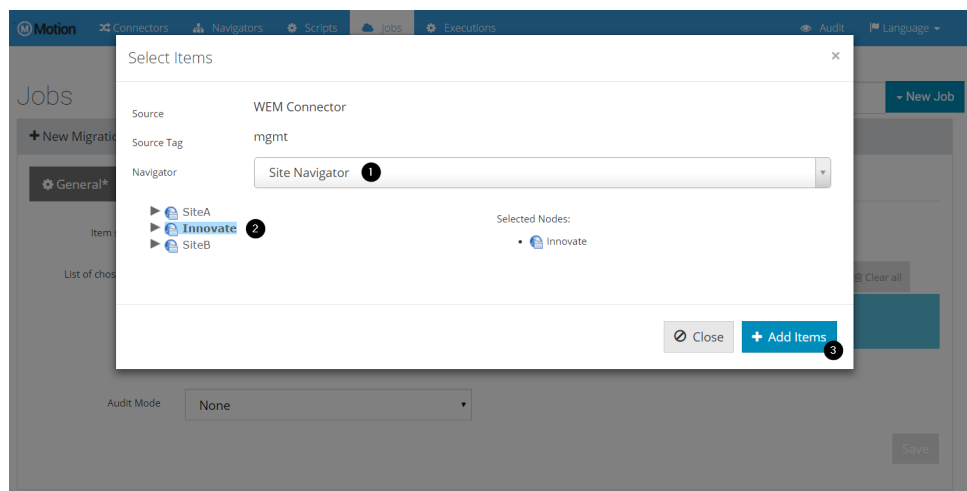 M Motion Connectors Navigators Scripts Jobs Executions Audit Language
Select Items ×
Jobs
New Job
Source WEM Connector
+ New Migratio
Source Tag mgmt
Navigator Site Navigator 1
General*
SiteA
Innovate 2
SiteB
Selected Nodes:
• Innovate
Item
List of chos
Clear all
Close + Add Items 3
Audit Mode None
Save